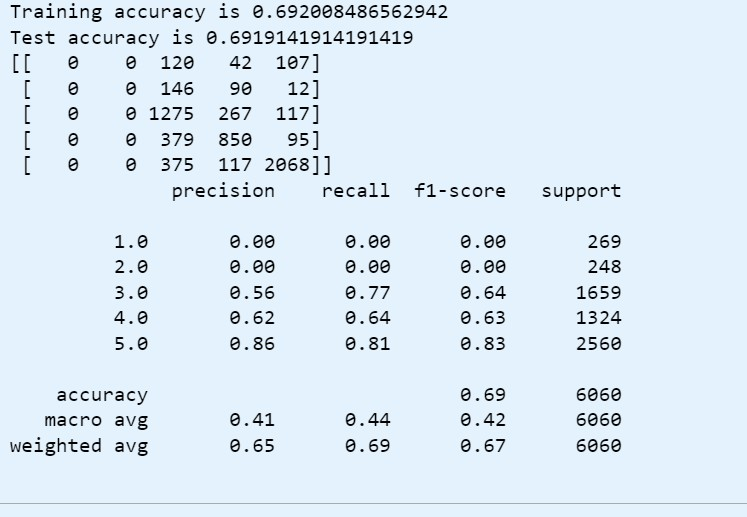 Training accuracy is 0.692008486562942
Test accuracy is 0.6919141914191419
[[   0    0  120   42  107]
 [   0    0  146   90   12]
 [   0    0 1275  267  117]
 [   0    0  379  850   95]
 [   0    0  375  117 2068]]
              precision    recall  f1-score   support

         1.0       0.00      0.00      0.00       269
         2.0       0.00      0.00      0.00       248
         3.0       0.56      0.77      0.64      1659
         4.0       0.62      0.64      0.63      1324
         5.0       0.86      0.81      0.83      2560

    accuracy                           0.69      6060
   macro avg       0.41      0.44      0.42      6060
weighted avg       0.65      0.69      0.67      6060